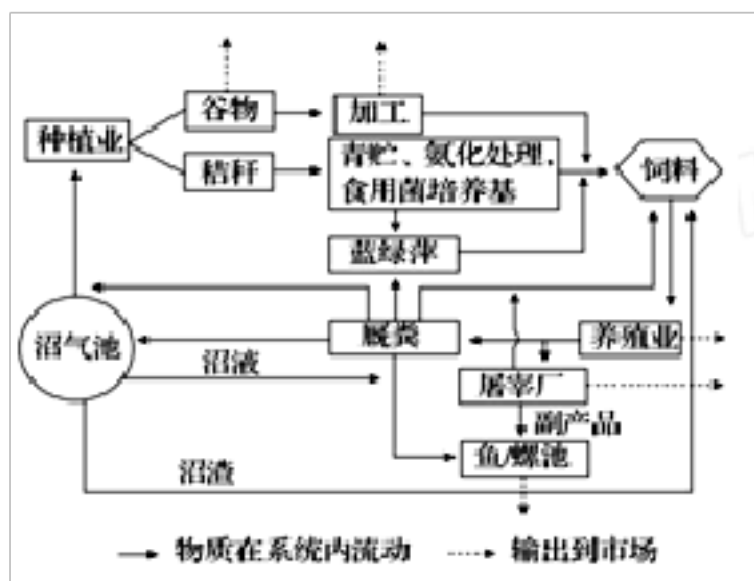 谷物
加工
种植业
青贮、氨化处理、
食用菌培养基
饲料
秸秆
蓝绿萍
沼气池
厩粪
养殖业
沼液
屠宰厂
副产品
鱼/螺池
沼渣
物质在系统内流动
输出到市场